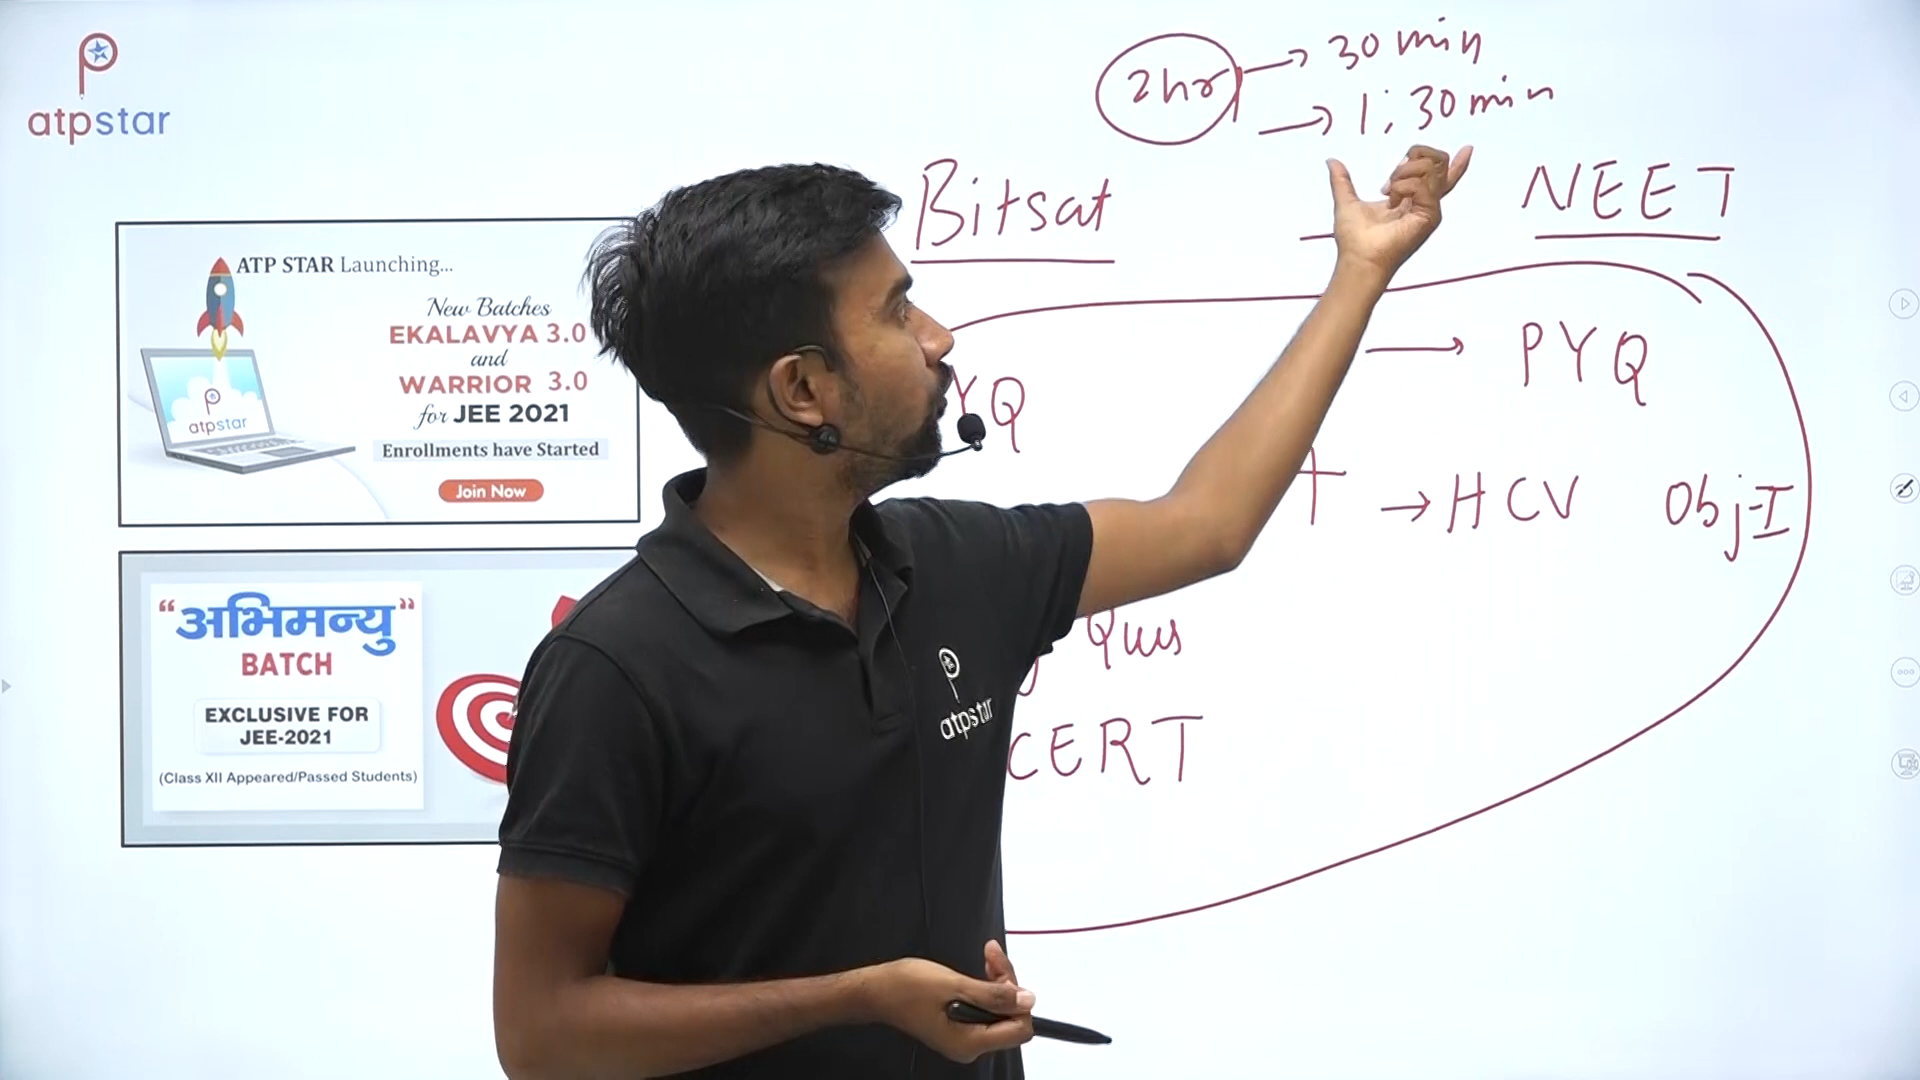 atpstar
2hr → 30 min
→ 1 ; 30 min
Bitsat
NEET
ATP STAR Launching...
New Batches
EKALAVYA 3.0
and
WARRIOR 3.0
for JEE 2021
Enrollments have Started
Join Now
atpstar
→ PYQ
YQ
+ → HCV Obj-I
"अभिमन्यु"
BATCH
EXCLUSIVE FOR
JEE-2021
(Class XII Appeared/Passed Students)
Ques
CERT
atpstar